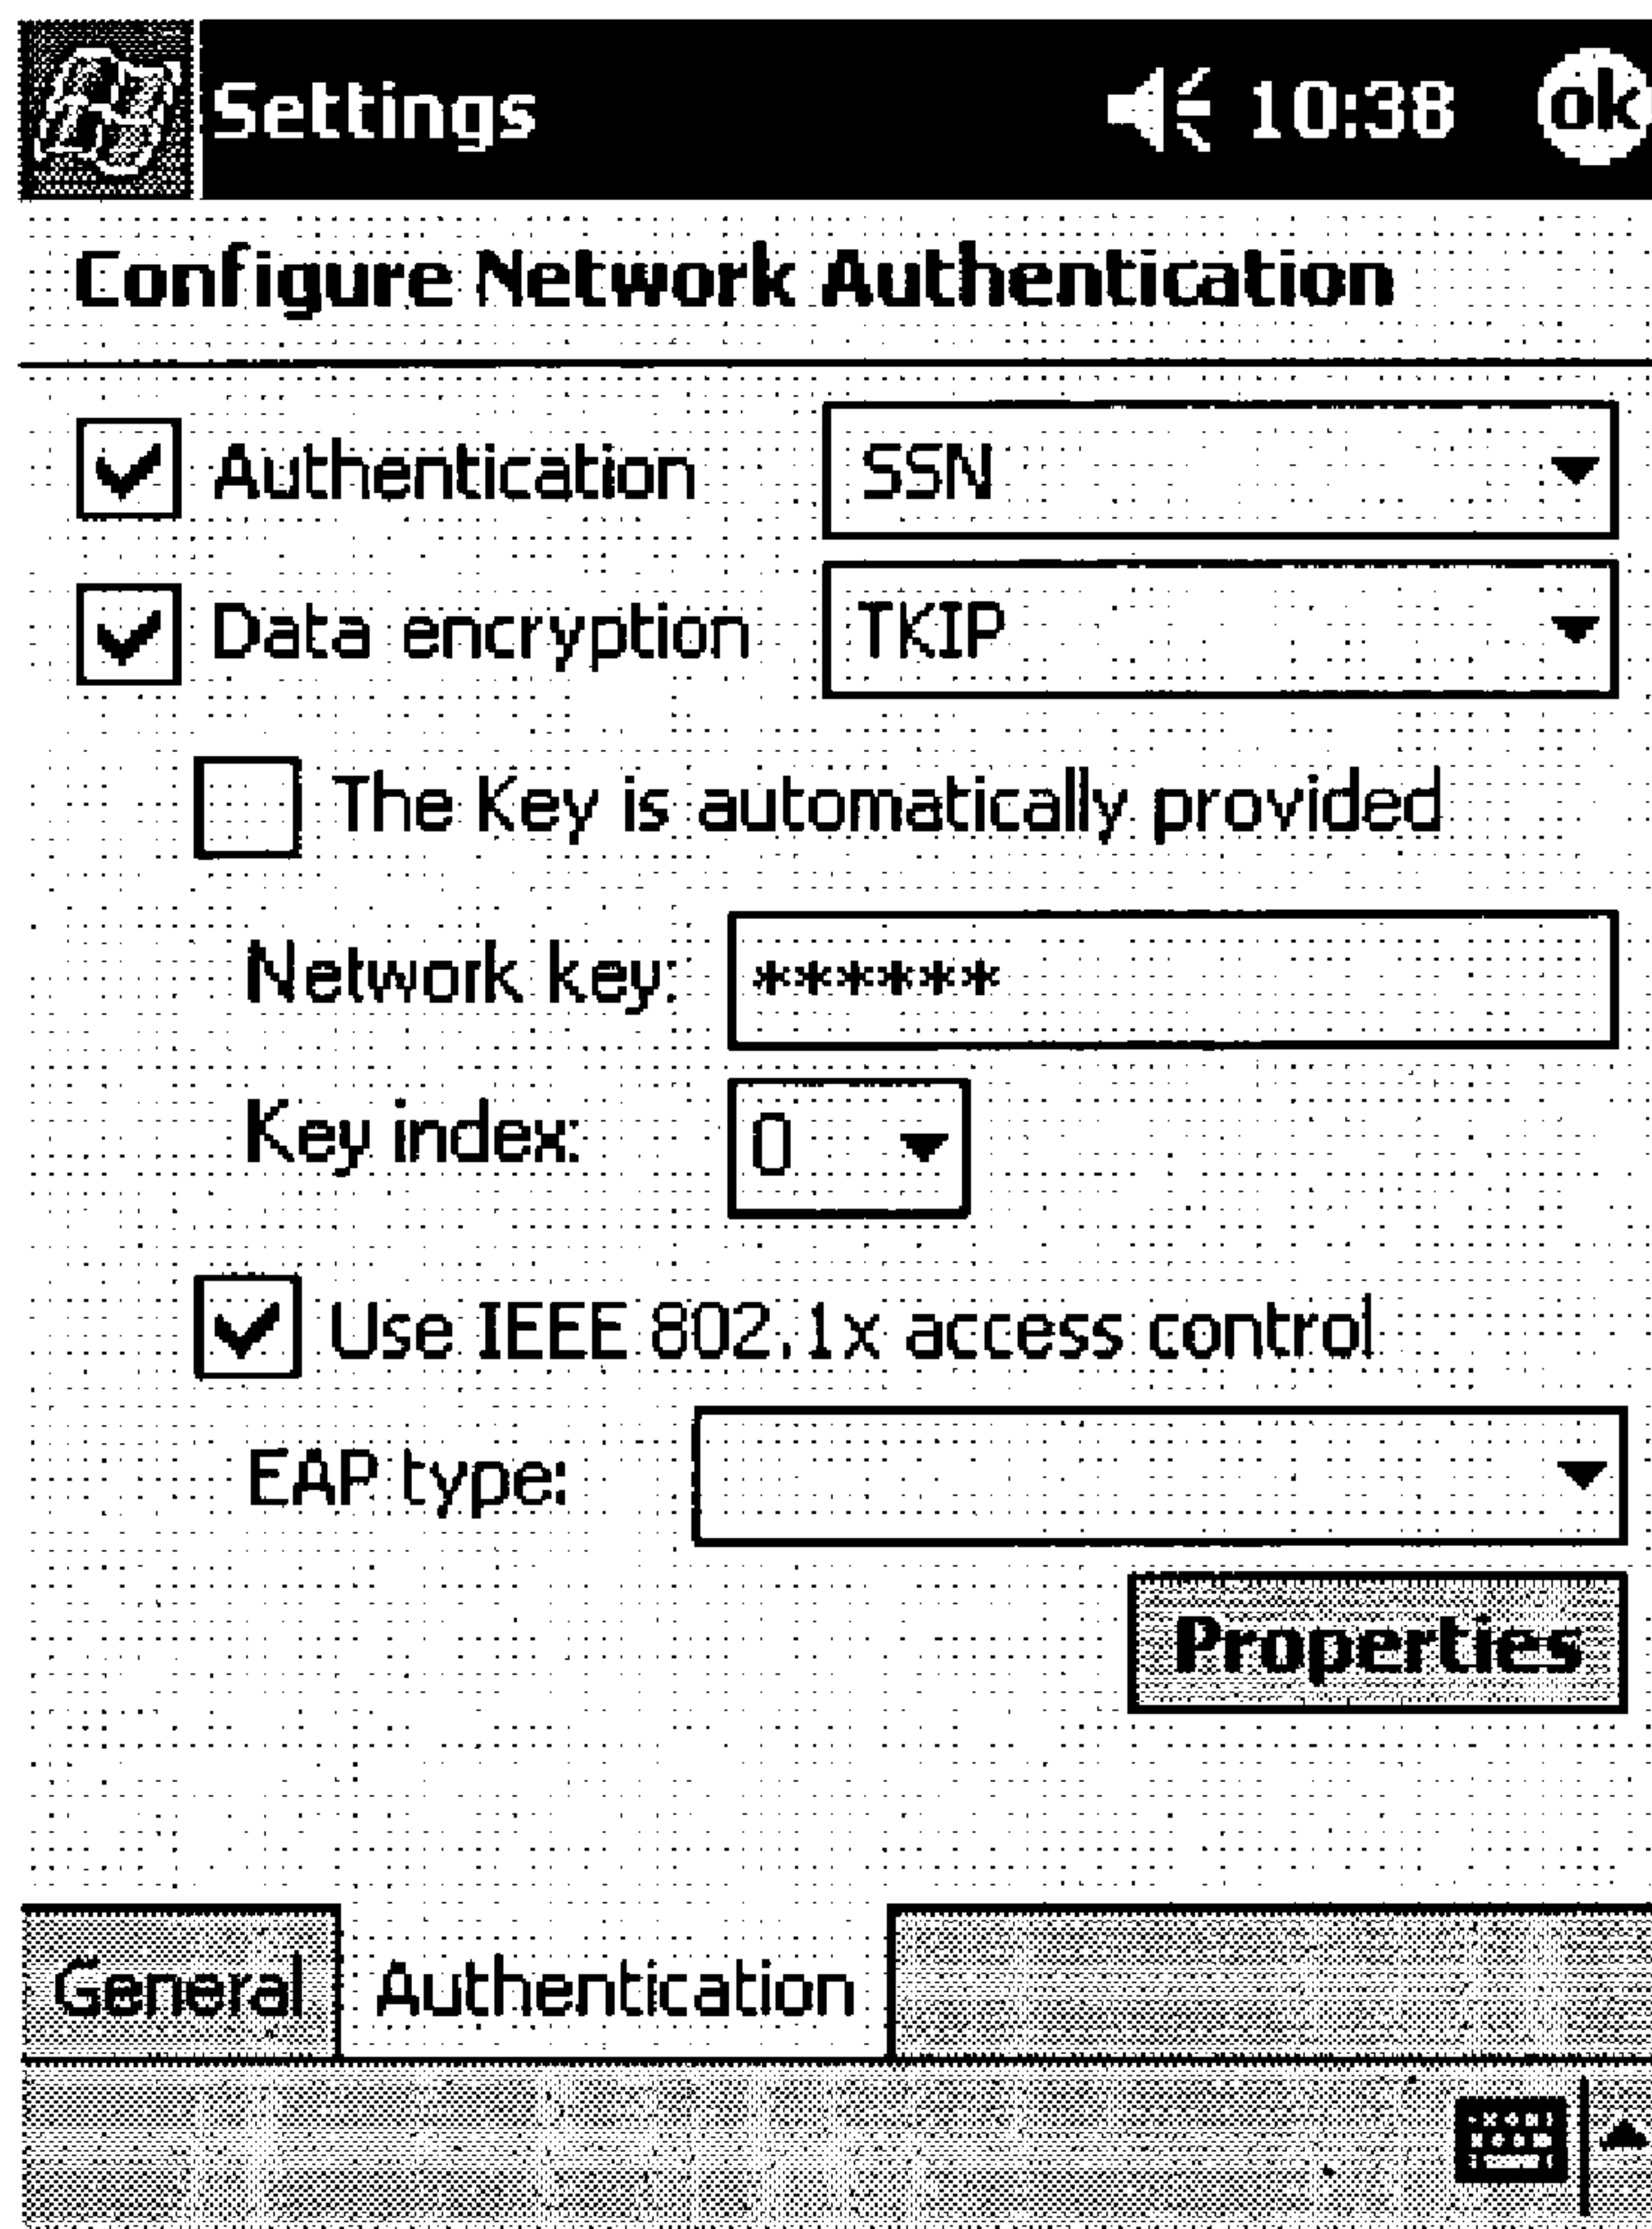 Settings 10:38 ok
Configure Network Authentication
Authentication SSN
Data encryption TKIP
The Key is automatically provided
Network key: ******
Key index: 0
Use IEEE 802.1x access control
EAP type:
Properties
General Authentication